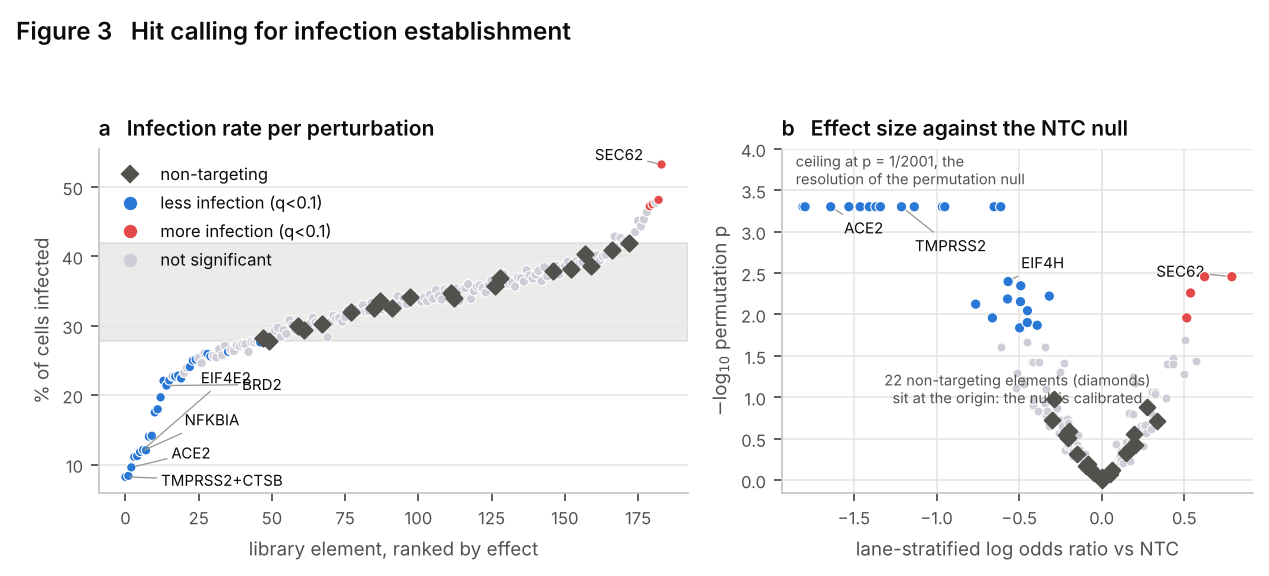 Figure 3 Hit calling for infection establishment
a Infection rate per perturbation
% of cells infected
50
40
30
20
10
non-targeting
less infection (q<0.1)
more infection (q<0.1)
not significant
SEC62
EIF4E2
BRD2
NFKBIA
ACE2
TMPRSS2+CTSB
0
25
50
75
100
125
150
175
library element, ranked by effect
b Effect size against the NTC null
−log₁₀ permutation p
4.0
3.5
3.0
2.5
2.0
1.5
1.0
0.5
0.0
ceiling at p = 1/2001, the
resolution of the permutation null
ACE2
TMPRSS2
EIF4H
SEC62
22 non-targeting elements (diamonds)
sit at the origin: the null is calibrated
−1.5
−1.0
−0.5
0.0
0.5
lane-stratified log odds ratio vs NTC